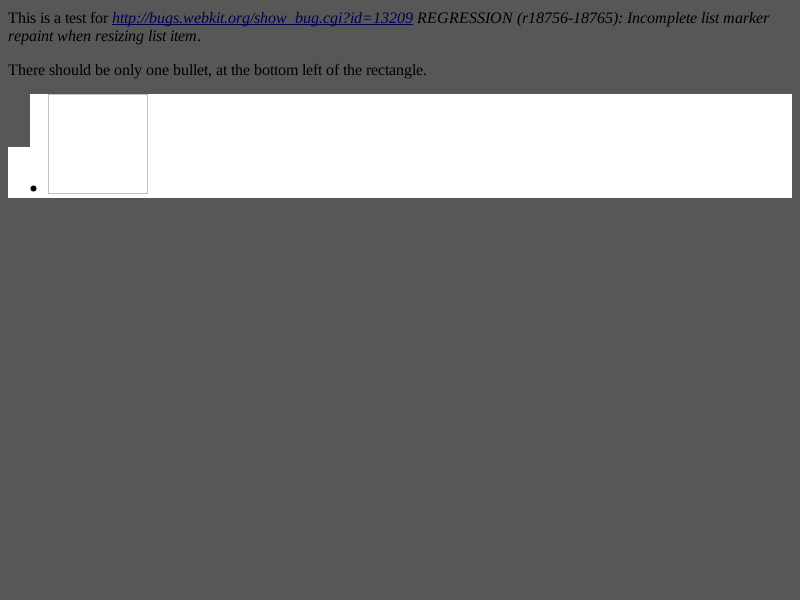 This is a test for http://bugs.webkit.org/show_bug.cgi?id=13209 REGRESSION (r18756-18765): Incomplete list marker
repaint when resizing list item.
There should be only one bullet, at the bottom left of the rectangle.